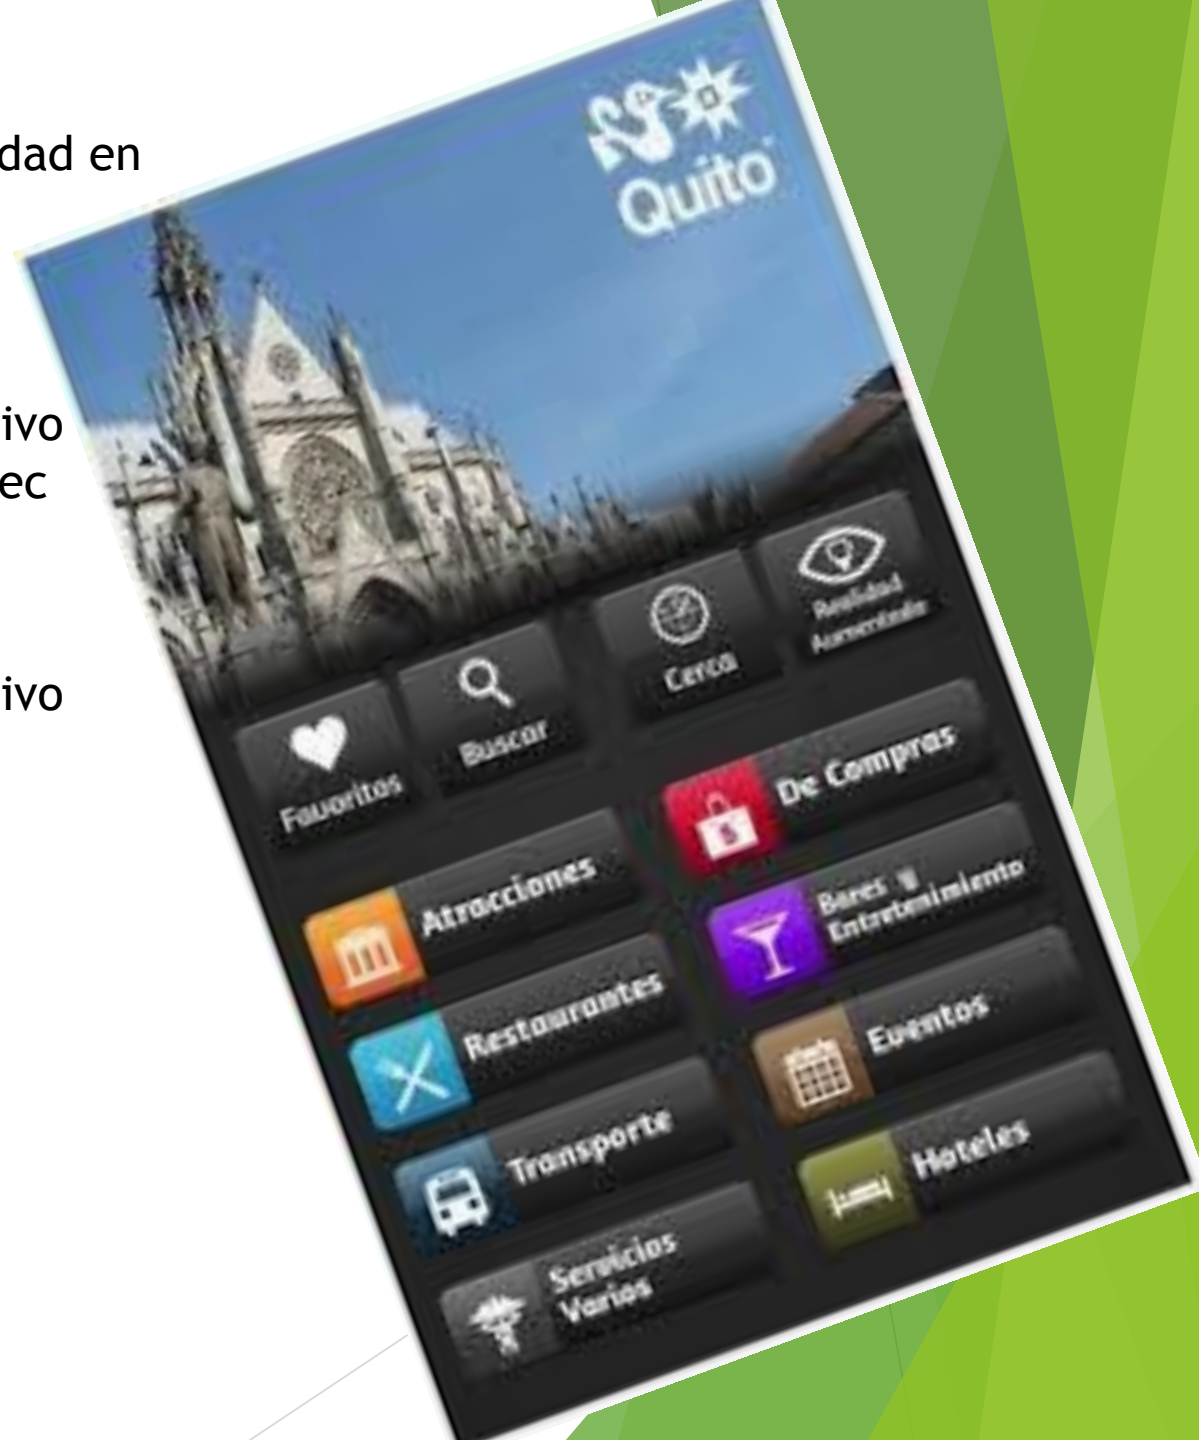 dad en
ivo
ec
ivo
Quito
Favoritos
Buscar
Cerca
Realidad
Aumentada
Atracciones
De Compras
Restaurantes
Bares y
Entretenimiento
Transporte
Eventos
Servicios
Varios
Hoteles